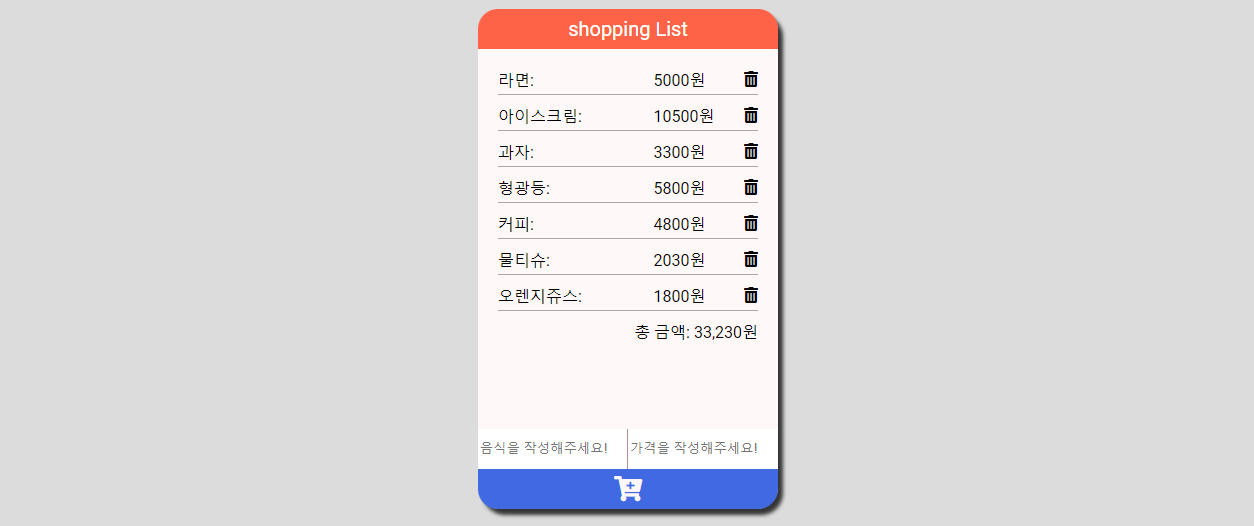 shopping List
라면: 5000원
아이스크림: 10500원
과자: 3300원
형광등: 5800원
커피: 4800원
물티슈: 2030원
오렌지쥬스: 1800원
총 금액: 33,230원
음식을 작성해주세요! 가격을 작성해주세요!